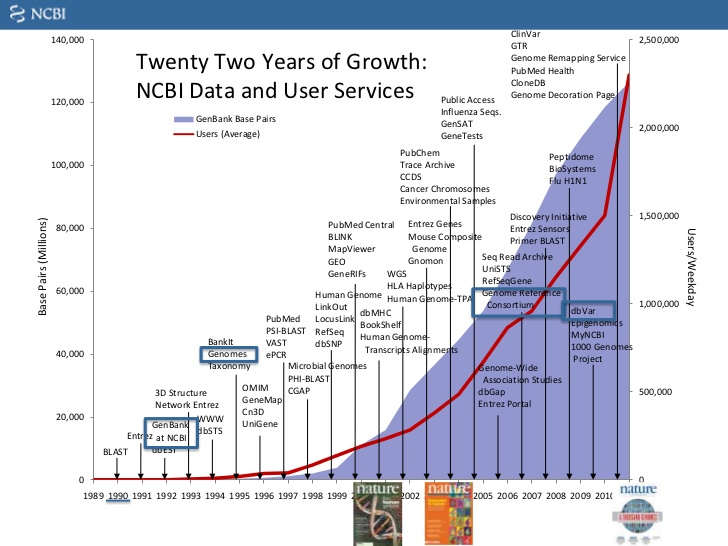 NCBI
Twenty Two Years of Growth:
NCBI Data and User Services
GenBank Base Pairs
Users (Average)
Base Pairs (Millions)
140,000
120,000
100,000
80,000
60,000
40,000
20,000
0
Users/Weekday
2,500,000
2,000,000
1,500,000
1,000,000
500,000
0
BLAST
Entrez
GenBank
at NCBI
dbEST
3D Structure
Network Entrez
WWW
dbSTS
BankIt
Genomes
Taxonomy
OMIM
GeneMap
Cn3D
UniGene
PubMed
PSI-BLAST
VAST
ePCR
Microbial Genomes
PHI-BLAST
CGAP
Human Genome
LinkOut
LocusLink
RefSeq
dbSNP
PubMed Central
BLINK
MapViewer
GEO
GeneRIFs
dbMHC
BookShelf
Human Genome-
Transcripts Alignments
WGS
HLA Haplotypes
Human Genome-TPA
Entrez Genes
Mouse Composite
Genome
Gnomon
PubChem
Trace Archive
CCDS
Cancer Chromosomes
Environmental Samples
Public Access
Influenza Seqs.
GenSAT
GeneTests
Genome-Wide
Association Studies
dbGap
Entrez Portal
Seq Read Archive
UniSTS
RefSeqGene
Genome Reference
Consortium
Discovery Initiative
Entrez Sensors
Primer BLAST
Peptidome
BioSystems
Flu H1N1
dbVar
Epigenomics
MyNCBI
1000 Genomes
Project
ClinVar
GTR
Genome Remapping Service
PubMed Health
CloneDB
Genome Decoration Page
1989 1990 1991 1992 1993 1994 1995 1996 1997 1998 1999 2002 2005 2006 2007 2008 2009 2010
nature
nature
nature
A THOUSAND GENOMES